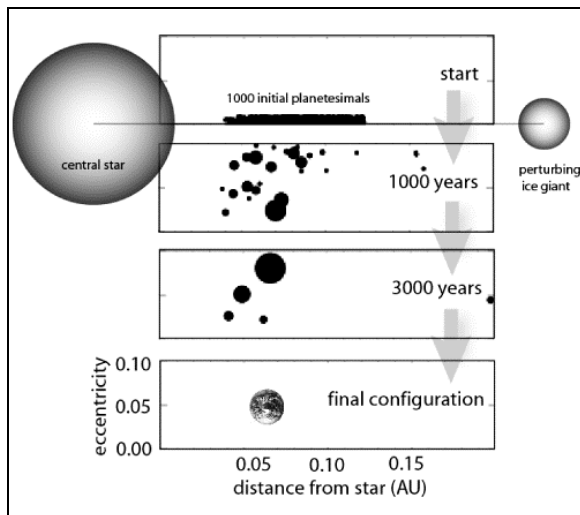 start
1000 initial planetesimals
central star
perturbing
ice giant
1000 years
3000 years
final configuration
eccentricity
0.10
0.05
0.00
0.05 0.10 0.15
distance from star (AU)